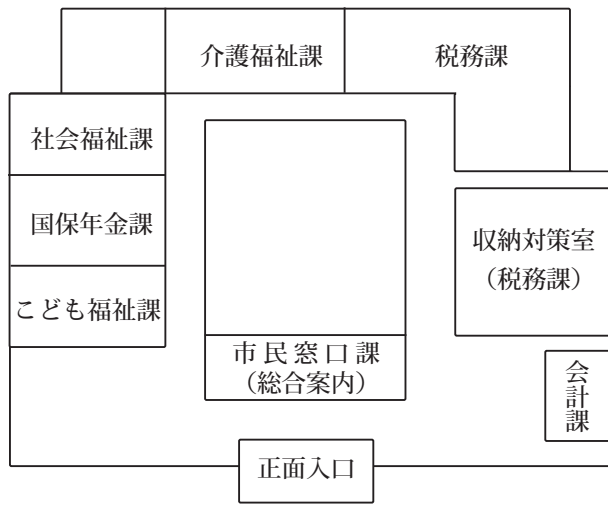 介護福祉課
税務課
社会福祉課
国保年金課
こども福祉課
収納対策室
（税務課）
市民窓口課
（総合案内）
会計課
正面入口